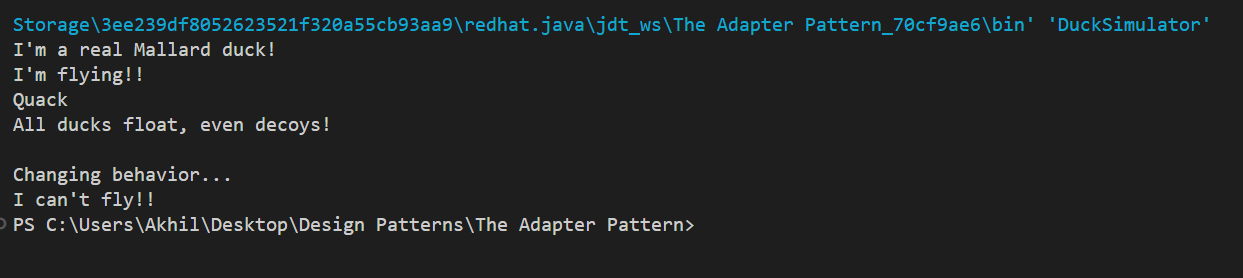 Storage\3ee239df8052623521f320a55cb93aa9\redhat.java\jdt_ws\The Adapter Pattern_70cf9ae6\bin' 'DuckSimulator'
I'm a real Mallard duck!
I'm flying!!
Quack
All ducks float, even decoys!
Changing behavior...
I can't fly!!
PS C:\Users\Akhil\Desktop\Design Patterns\The Adapter Pattern>